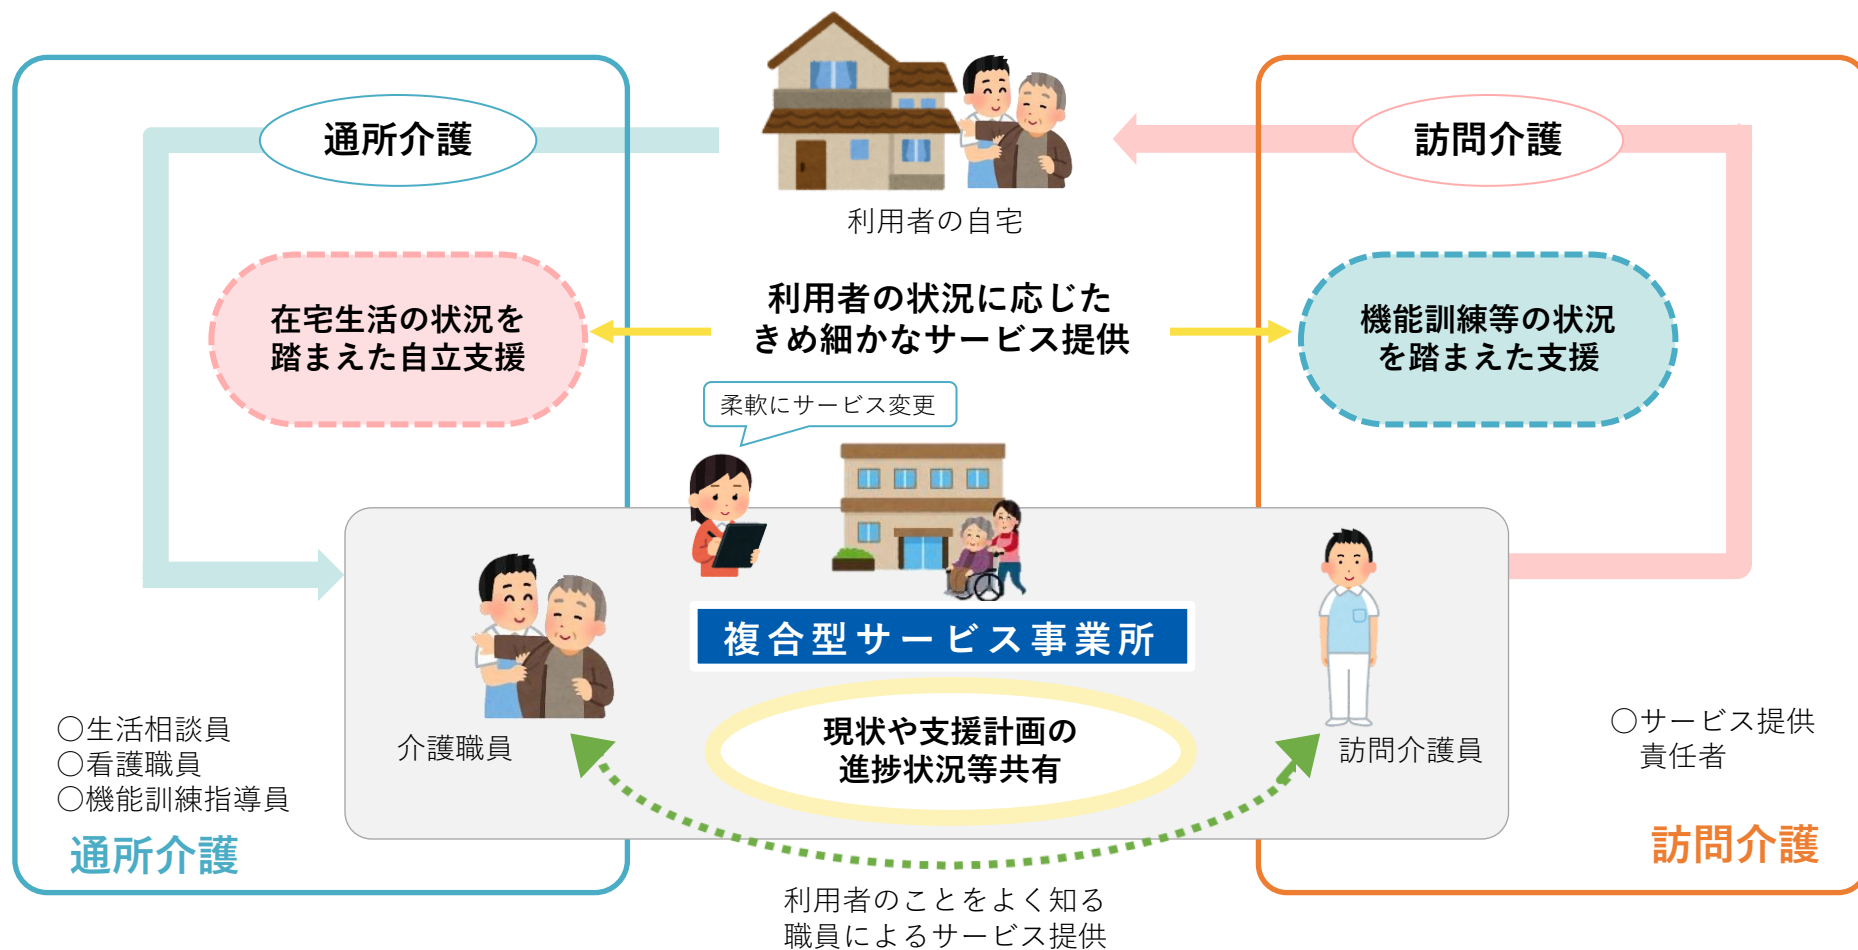 通所介護
訪問介護
利用者の自宅
在宅生活の状況を
踏まえた自立支援
利用者の状況に応じた
きめ細かなサービス提供
機能訓練等の状況
を踏まえた支援
柔軟にサービス変更
複合型サービス事業所
介護職員
現状や支援計画の
進捗状況等共有
訪問介護員
○生活相談員
○看護職員
○機能訓練指導員
通所介護
○サービス提供
責任者
訪問介護
利用者のことをよく知る
職員によるサービス提供